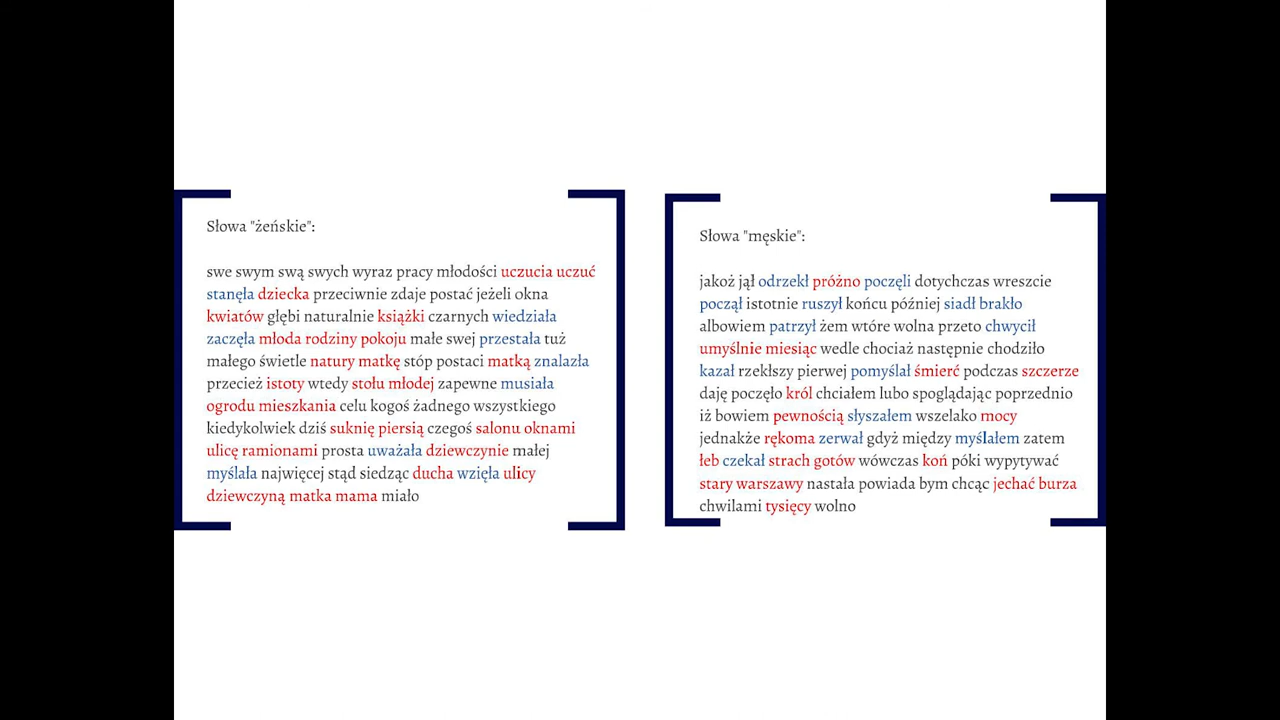 Słowa "żeńskie":
swe swym swą swych wyraz pracy młodości uczucia uczuć
stanęła dziecka przeciwnie zdaje postać jeżeli okna
kwiatów głębi naturalnie książki czarnych wiedziała
zaczęła młoda rodziny pokoju małe swej przestała tuż
małego świetle natury matkę stóp postaci matką znalazła
przecież istoty wtedy stołu młodej zapewne musiała
ogrodu mieszkania celu kogoś żadnego wszystkiego
kiedykolwiek dziś suknię piersią czegoś salonu oknami
ulicę ramionami prosta uważała dziewczynie małej
myślała najwięcej stąd siedząc ducha wzięła ulicy
dziewczyną matka mama miało
Słowa "męskie":
jakoż jął odrzekł próżno poczęli dotychczas wreszcie
począł istotnie ruszył końcu później siadł brakło
albowiem patrzył żem wtóre wolna przeto chwycił
umyślnie miesiąc wedle chociaż następnie chodziło
kazał rzekłszy pierwej pomyślał śmierć podczas szczerze
daję poczęło król chciałem lubo spoglądając poprzednio
iż bowiem pewnością słyszałem wszelako mocy
jednakże rękoma zerwał gdyż między myślałem zatem
łeb czekał strach gotów wówczas koń póki wypytywać
stary warszawy nastała powiada bym chcąc jechać burza
chwilami tysięcy wolno